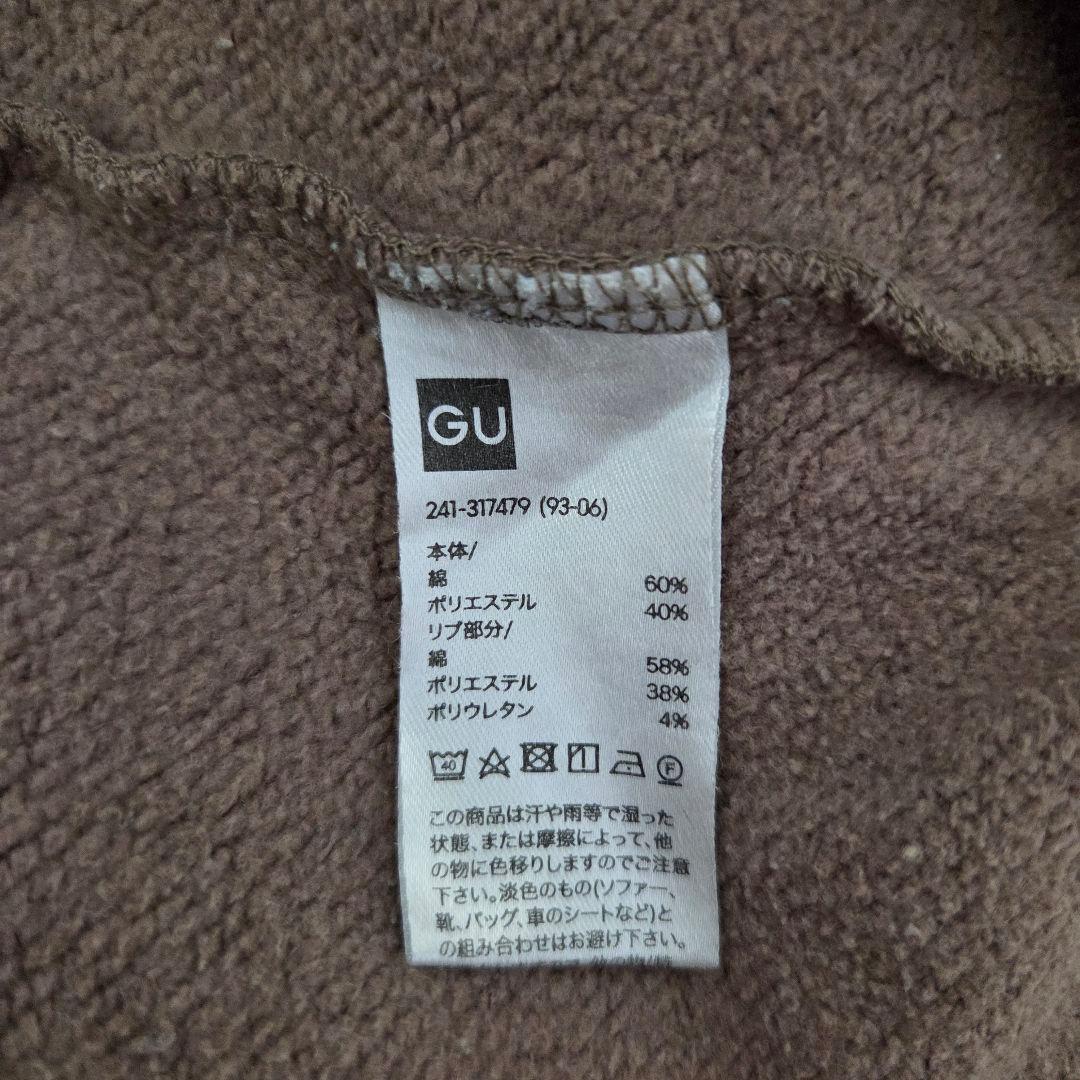 GU
241-317479 (93-06)
本体/
綿 60%
ポリエステル 40%
リブ部分/
綿 58%
ポリエステル 38%
ポリウレタン 4%
40 F
この商品は汗や雨等で湿った
状態、または摩擦によって、他
の物に色移りしますのでご注意
下さい。淡色のもの(ソファー、
靴、バッグ、車のシートなど)と
の組み合わせはお避け下さい。